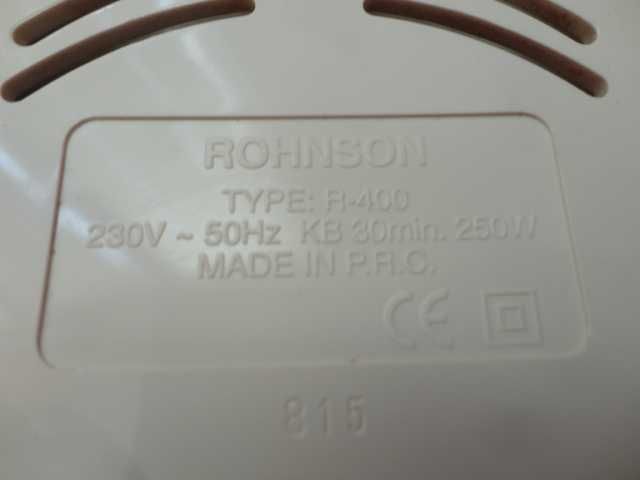 ROHNSON
TYPE: R-400
230V ~ 50Hz KB 30min. 250W
MADE IN P.R.C.
CE
815